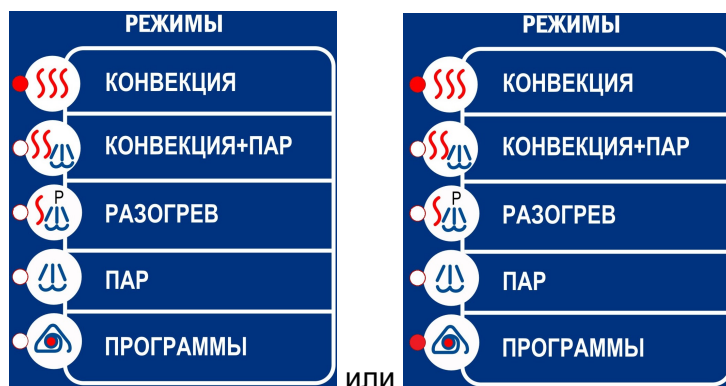 РЕЖИМЫ
КОНВЕКЦИЯ
КОНВЕКЦИЯ+ПАР
P
РАЗОГРЕВ
ПАР
ПРОГРАММЫ
или
РЕЖИМЫ
КОНВЕКЦИЯ
КОНВЕКЦИЯ+ПАР
P
РАЗОГРЕВ
ПАР
ПРОГРАММЫ